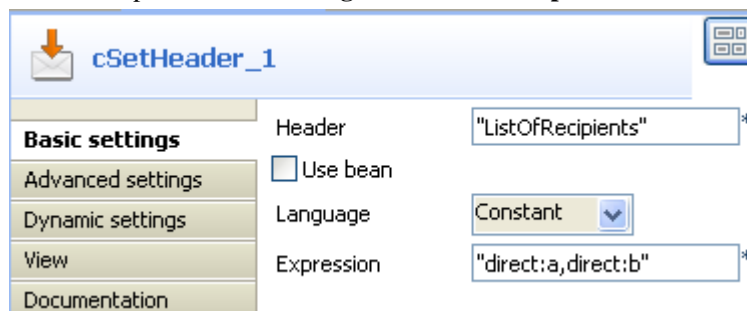 cSetHeader_1
Basic settings
Advanced settings
Dynamic settings
View
Documentation
Header "ListOfRecipients" *
Use bean
Language Constant
Expression "direct:a,direct:b" *